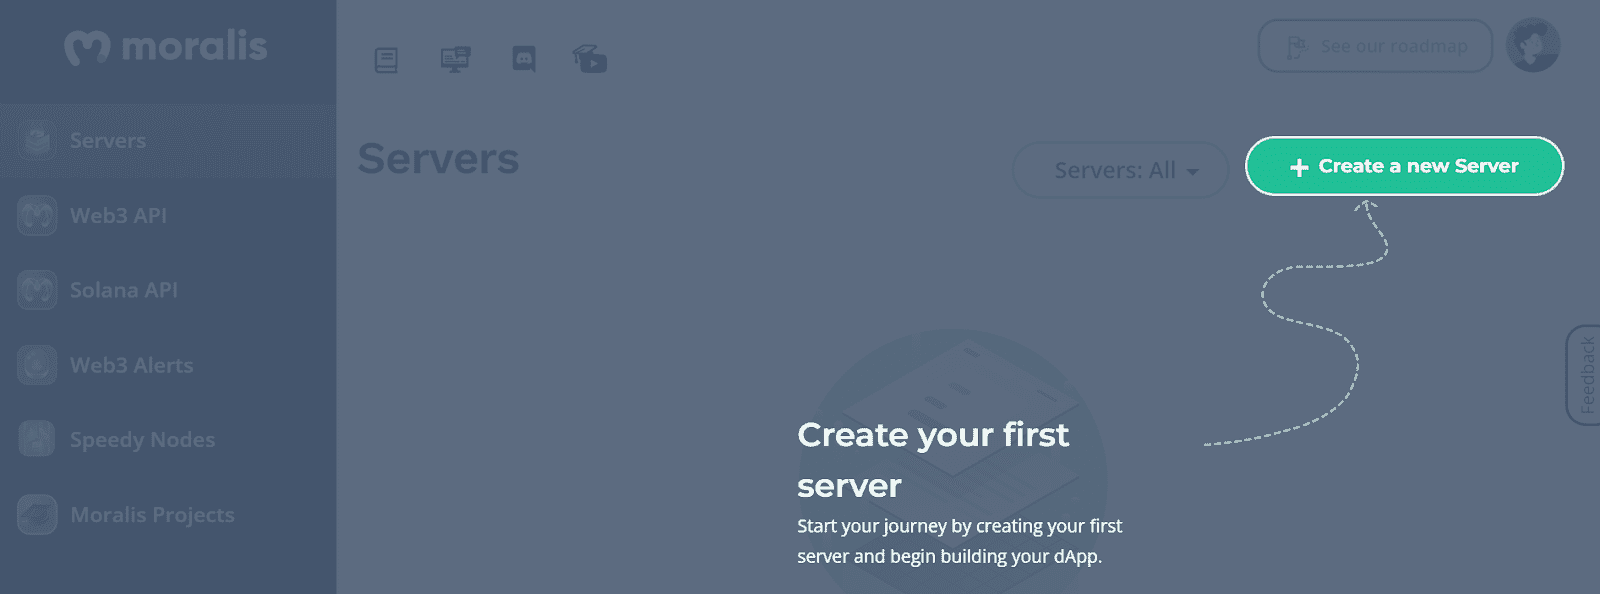 moralis
See our roadmap
Servers
Servers
Servers: All
+ Create a new Server
Web3 API
Solana API
Web3 Alerts
Speedy Nodes
Moralis Projects
Feedback
Create your first
server
Start your journey by creating your first
server and begin building your dApp.